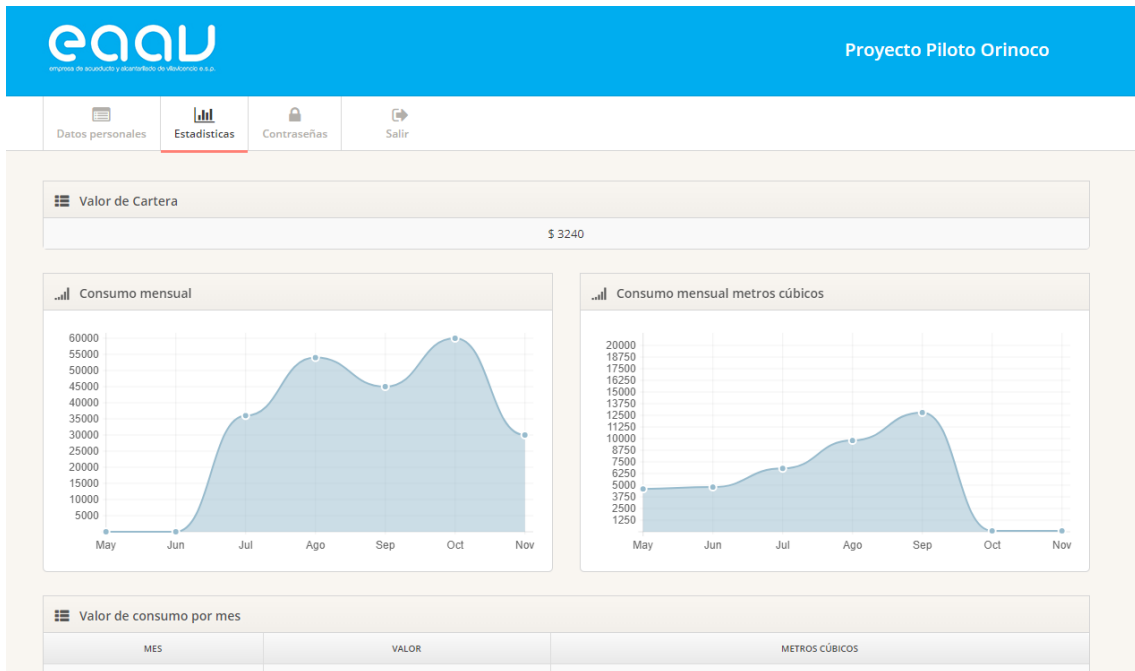 eaav
empresa de acueducto y alcantarillado de villavicencio e.s.p.
Proyecto Piloto Orinoco
Datos personales
Estadisticas
Contraseñas
Salir
Valor de Cartera
$ 3240
Consumo mensual
60000
55000
50000
45000
40000
35000
30000
25000
20000
15000
10000
5000
May Jun Jul Ago Sep Oct Nov
Consumo mensual metros cúbicos
20000
18750
17500
16250
15000
13750
12500
11250
10000
8750
7500
6250
5000
3750
2500
1250
May Jun Jul Ago Sep Oct Nov
Valor de consumo por mes
MES VALOR METROS CÚBICOS